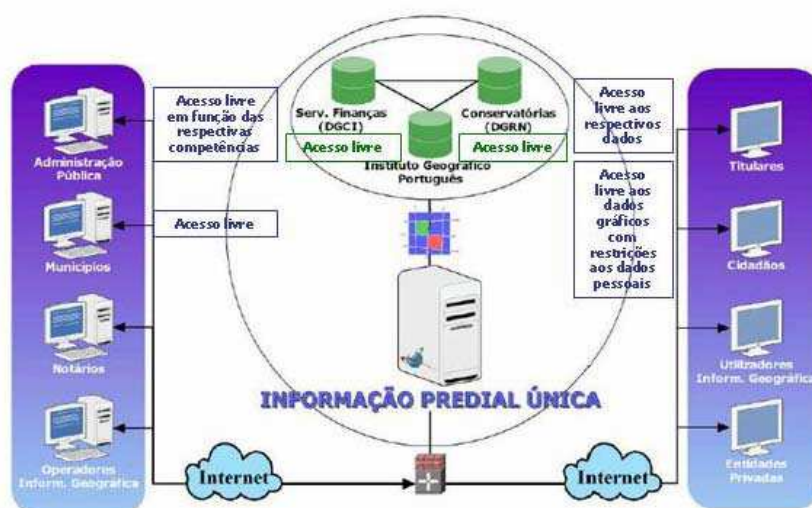 Administração
Pública
Municípios
Notários
Operadores
Inform. Geográfica
Acesso livre
em função das
respectivas
competências
Acesso livre
Serv. Finanças
(DGCI)
Conservatórias
(DGRN)
Acesso livre
Acesso livre
Instituto Geográfico
Português
INFORMAÇÃO PREDIAL ÚNICA
Internet
Internet
Acesso
livre aos
respectivos
dados
Acesso
livre aos
dados
gráficos
com
restrições
aos dados
pessoais
Titulares
Cidadãos
Utilizadores
Inform. Geográfica
Entidades
Privadas